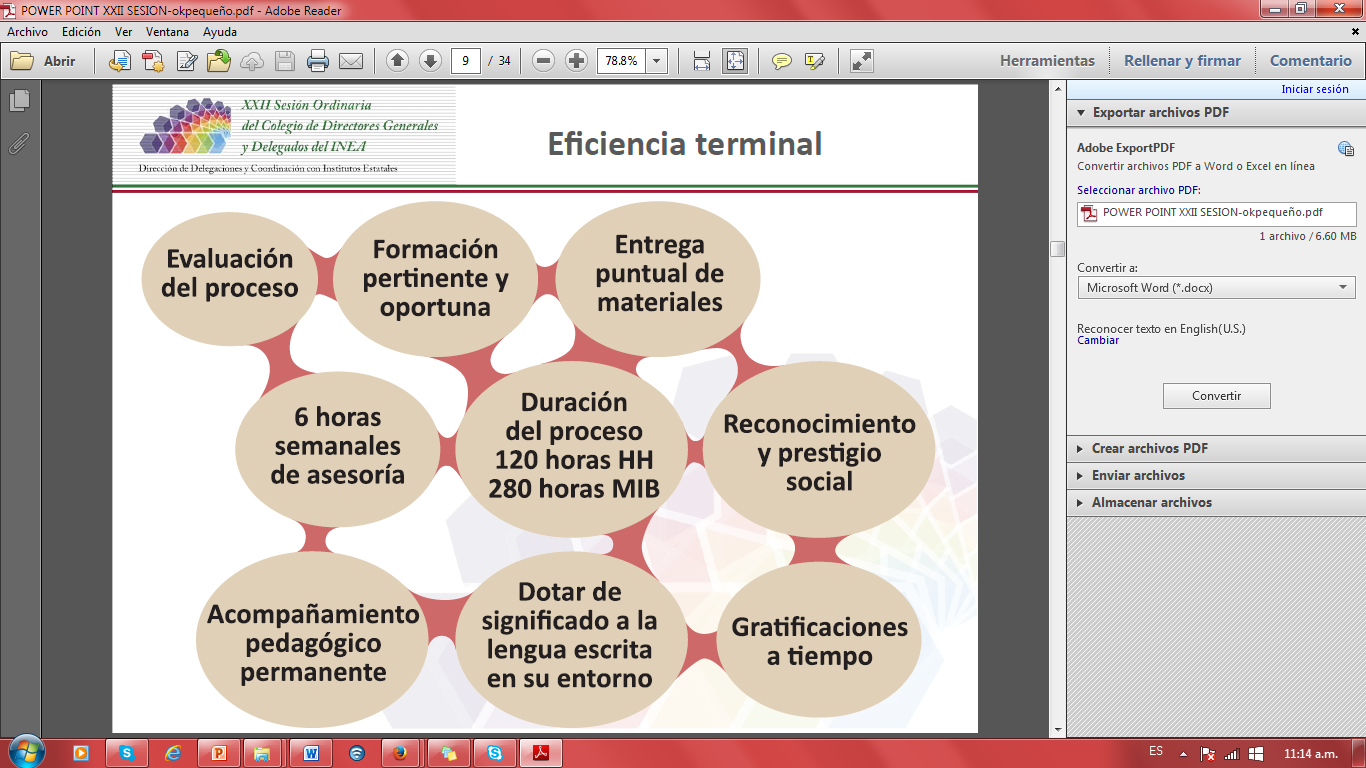 POWER POINT XXII SESION-okpequeño.pdf - Adobe Reader
Archivo Edición Ver Ventana Ayuda
Abrir 9 / 34 78.8% Herramientas Rellenar y firmar Comentario
XXII Sesión Ordinaria
del Colegio de Directores Generales
y Delegados del INEA
Dirección de Delegaciones y Coordinación con Institutos Estatales
Eficiencia terminal
Evaluación
del proceso
Formación
pertinente y
oportuna
Entrega
puntual de
materiales
6 horas
semanales
de asesoría
Duración
del proceso
120 horas HH
280 horas MIB
Reconocimiento
y prestigio
social
Acompañamiento
pedagógico
permanente
Dotar de
significado a la
lengua escrita
en su entorno
Gratificaciones
a tiempo
Iniciar sesión
Exportar archivos PDF
Adobe ExportPDF
Convertir archivos PDF a Word o Excel en línea
Seleccionar archivo PDF:
POWER POINT XXII SESION-okpequeño.pdf
1 archivo / 6.60 MB
Convertir a:
Microsoft Word (*.docx)
Reconocer texto en English(U.S.)
Cambiar
Convertir
Crear archivos PDF
Enviar archivos
Almacenar archivos
ES 11:14 a.m.